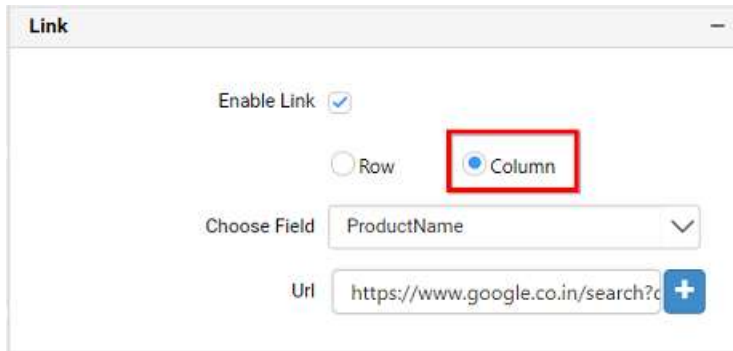 Link
Enable Link
Row Column
Choose Field ProductName
Url https://www.google.co.in/search?